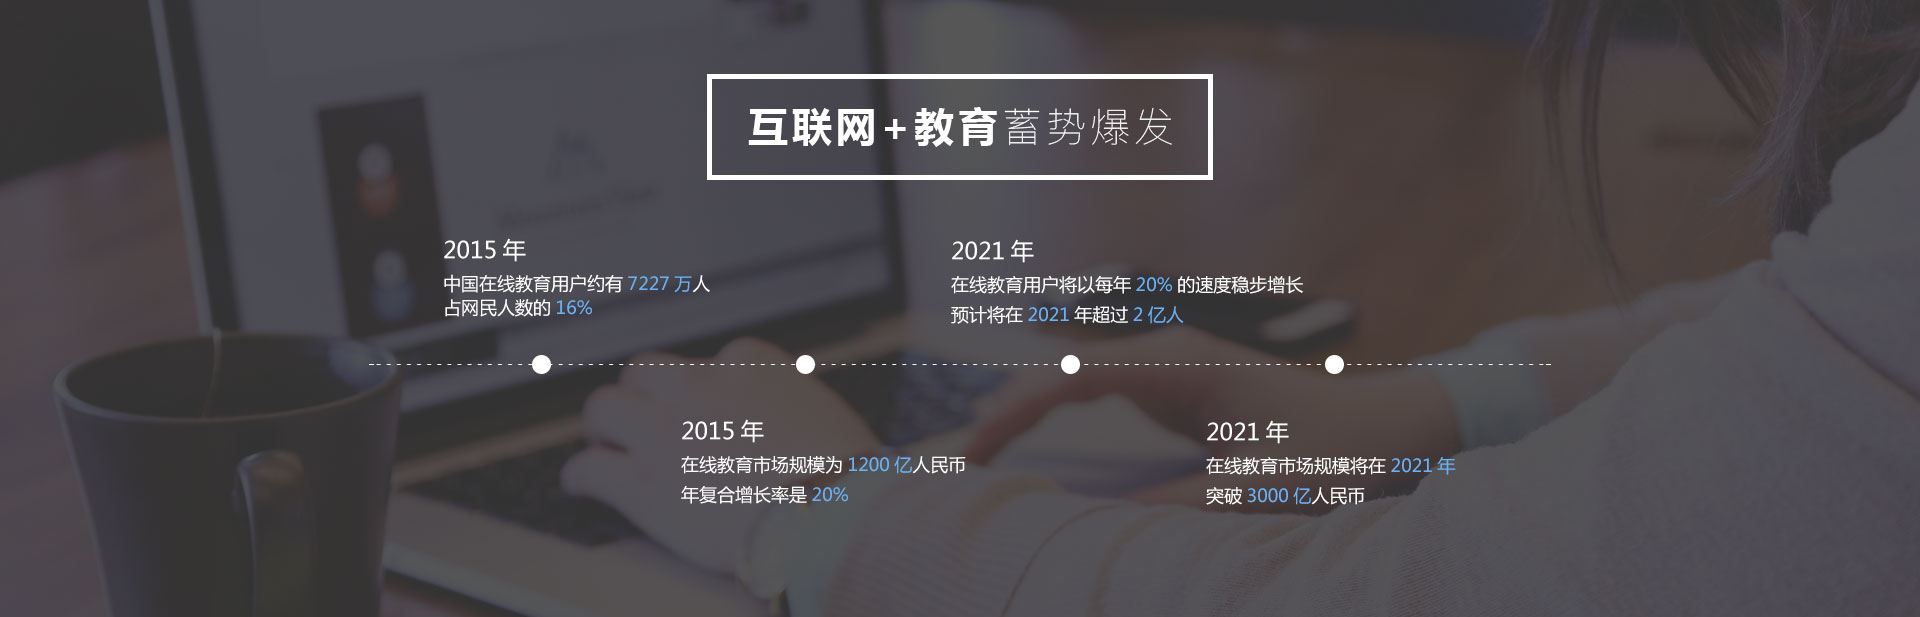 互联网+教育蓄势爆发
2015 年
中国在线教育用户约有 7227 万人
占网民人数的 16%
2021 年
在线教育用户将以每年 20% 的速度稳步增长
预计将在 2021 年超过 2 亿人
2015 年
在线教育市场规模为 1200 亿人民币
年复合增长率是 20%
2021 年
在线教育市场规模将在 2021 年
突破 3000 亿人民币